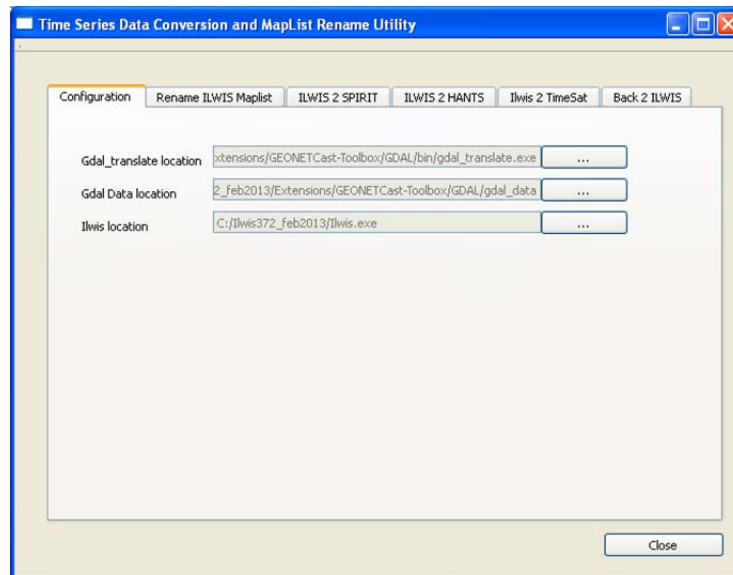 Time Series Data Conversion and MapList Rename Utility
Configuration Rename ILWIS Maplist ILWIS 2 SPIRIT ILWIS 2 HANTS Ilwis 2 TimeSat Back 2 ILWIS
Gdal_translate location xtensions/GEONETCast-Toolbox/GDAL/bin/gdal_translate.exe ...
Gdal Data location 2_feb2013/Extensions/GEONETCast-Toolbox/GDAL/gdal_data ...
Ilwis location C:/Ilwis372_feb2013/Ilwis.exe ...
Close